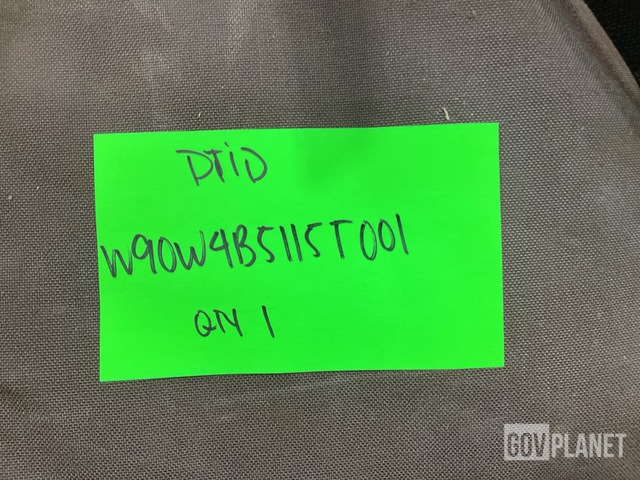 DTiD
W90W4B5115T001
QTY 1
GOVPLANET